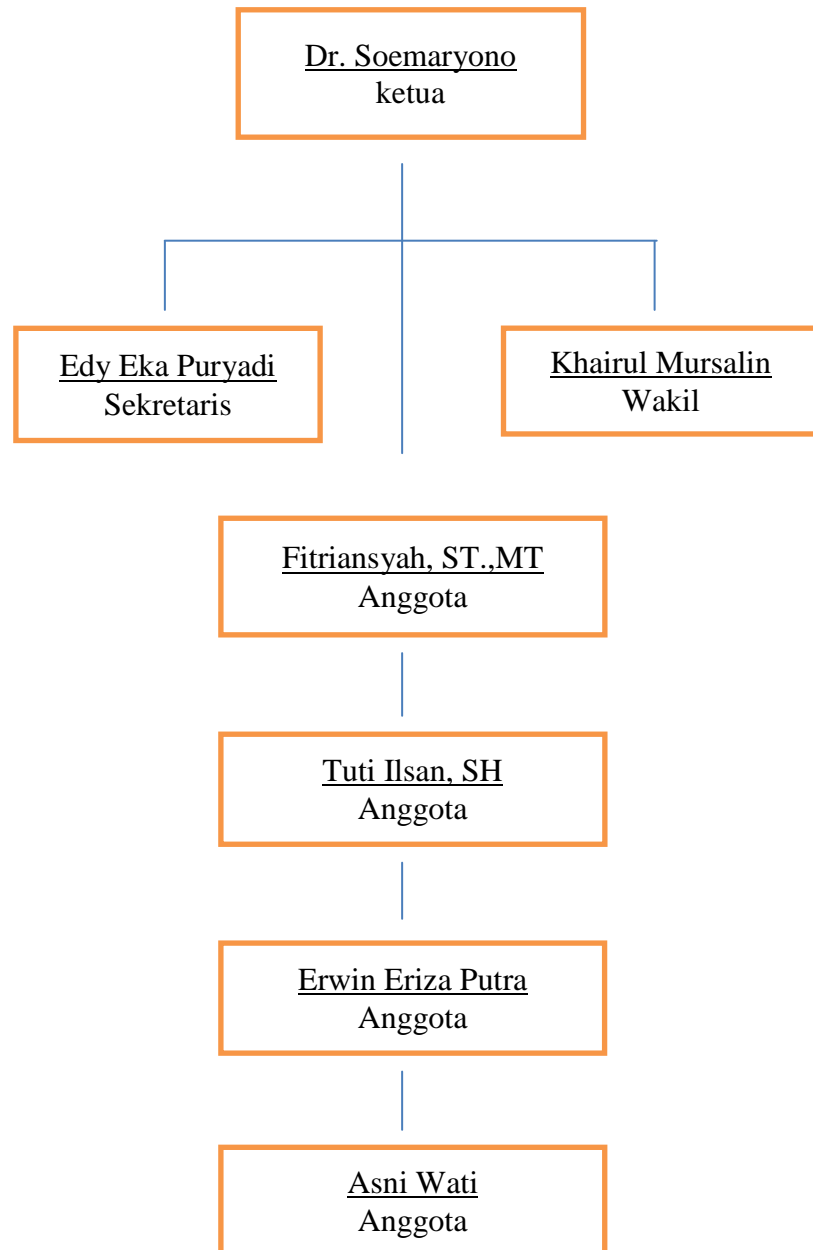 Dr. Soemaryono
ketua
Edy Eka Puryadi
Sekretaris
Khairul Mursalin
Wakil
Fitriansyah, ST.,MT
Anggota
Tuti Ilsan, SH
Anggota
Erwin Eriza Putra
Anggota
Asni Wati
Anggota